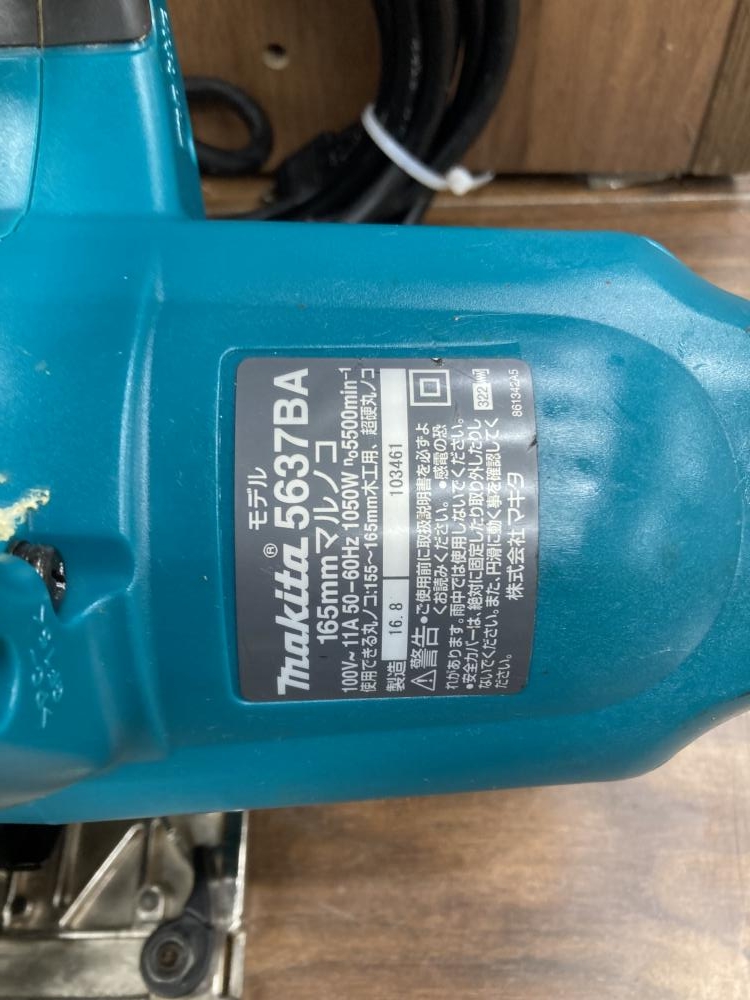 モデル
makita® 5637BA
165mmマルノコ
100V~ 11A 50-60Hz 1050W n₀5500min⁻¹
使用できる丸ノコ:155~165mm木工用、超硬丸ノコ
製造 16.8 103461
⚠警告 •ご使用前に取扱説明書を必ずよ
くお読みください。•感電の恐
れがあります。雨中では使用しないでください。
•安全カバーは、絶対に固定したり取り外したりし
ないでください。また、円滑に動く事を確認してく
ださい。
株式会社マキタ
322
861342A5